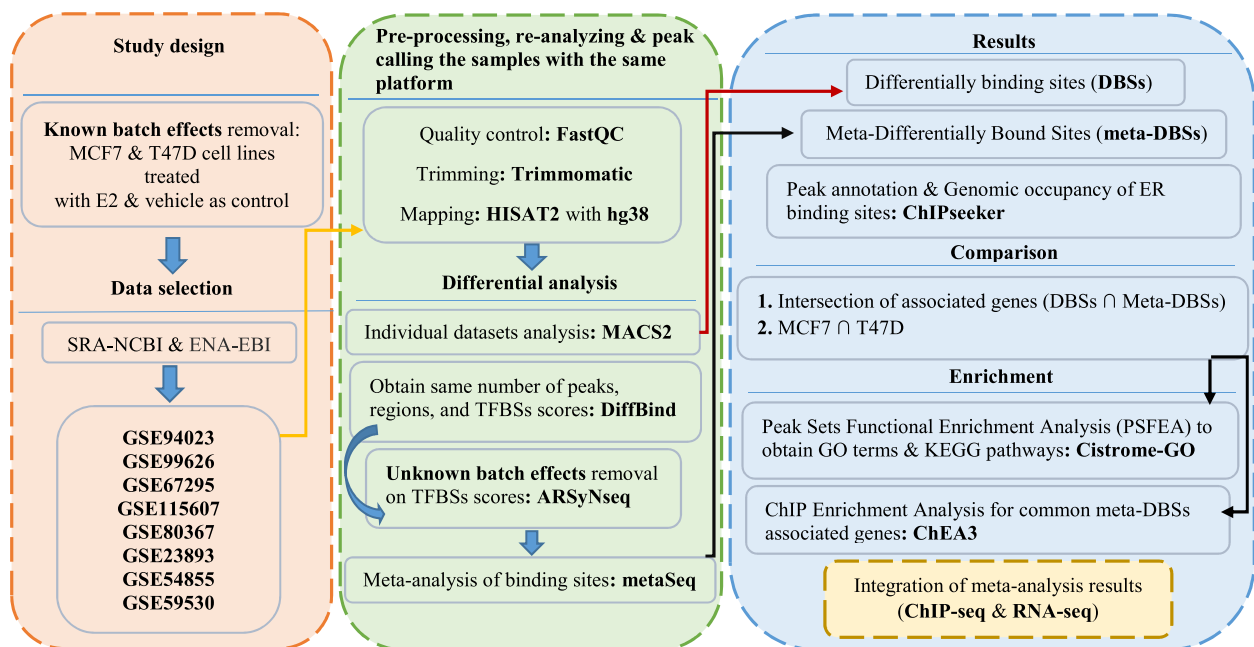 Study design
Known batch effects removal:
MCF7 & T47D cell lines
treated
with E2 & vehicle as control
Data selection
SRA-NCBI & ENA-EBI
GSE94023
GSE99626
GSE67295
GSE115607
GSE80367
GSE23893
GSE54855
GSE59530
Pre-processing, re-analyzing & peak
calling the samples with the same
platform
Quality control: FastQC
Trimming: Trimmomatic
Mapping: HISAT2 with hg38
Differential analysis
Individual datasets analysis: MACS2
Obtain same number of peaks,
regions, and TFBSs scores: DiffBind
Unknown batch effects removal
on TFBSs scores: ARSyNseq
Meta-analysis of binding sites: metaSeq
Results
Differentially binding sites (DBSs)
Meta-Differentially Bound Sites (meta-DBSs)
Peak annotation & Genomic occupancy of ER
binding sites: ChIPseeker
Comparison
1. Intersection of associated genes (DBSs ∩ Meta-DBSs)
2. MCF7 ∩ T47D
Enrichment
Peak Sets Functional Enrichment Analysis (PSFEA) to
obtain GO terms & KEGG pathways: Cistrome-GO
ChIP Enrichment Analysis for common meta-DBSs
associated genes: ChEA3
Integration of meta-analysis results
(ChIP-seq & RNA-seq)